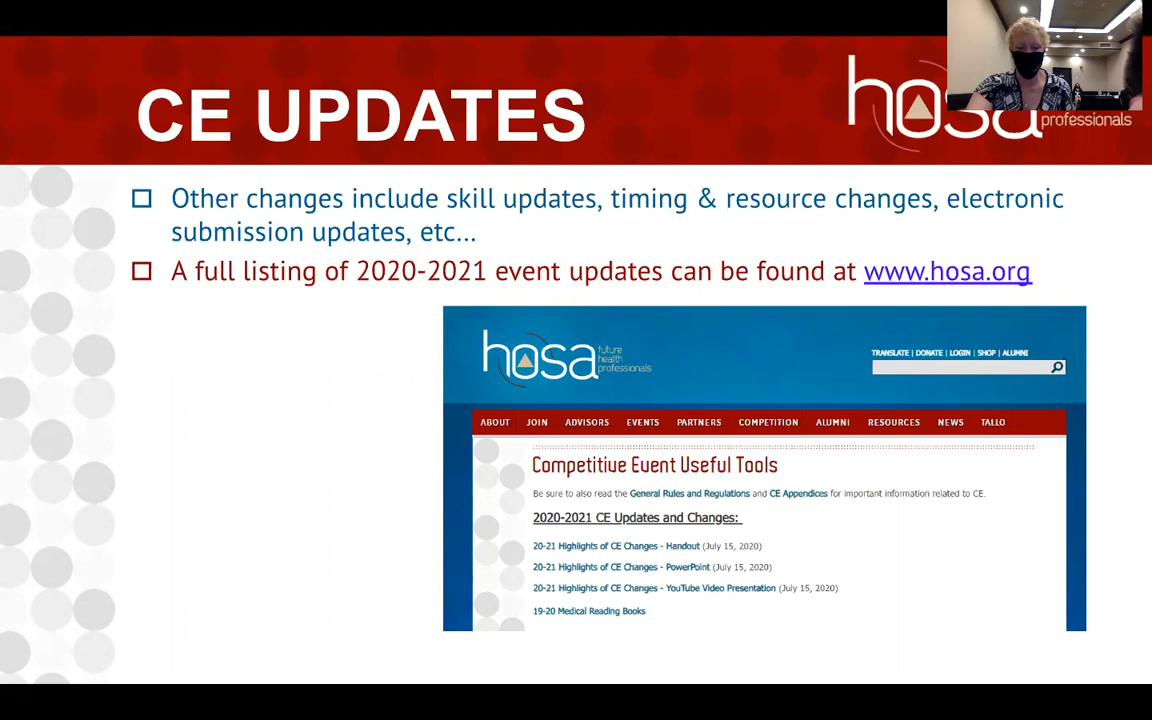 CE UPDATES
hosa
professionals
Other changes include skill updates, timing & resource changes, electronic
submission updates, etc...
A full listing of 2020-2021 event updates can be found at www.hosa.org
hosa
future
health
professionals
TRANSLATE | DONATE | LOGIN | SHOP | ALUMNI
ABOUT JOIN ADVISORS EVENTS PARTNERS COMPETITION ALUMNI RESOURCES NEWS TALLO
Competitive Event Useful Tools
Be sure to also read the General Rules and Regulations and CE Appendices for important information related to CE.
2020-2021 CE Updates and Changes:
20-21 Highlights of CE Changes - Handout (July 15, 2020)
20-21 Highlights of CE Changes - PowerPoint (July 15, 2020)
20-21 Highlights of CE Changes - YouTube Video Presentation (July 15, 2020)
19-20 Medical Reading Books